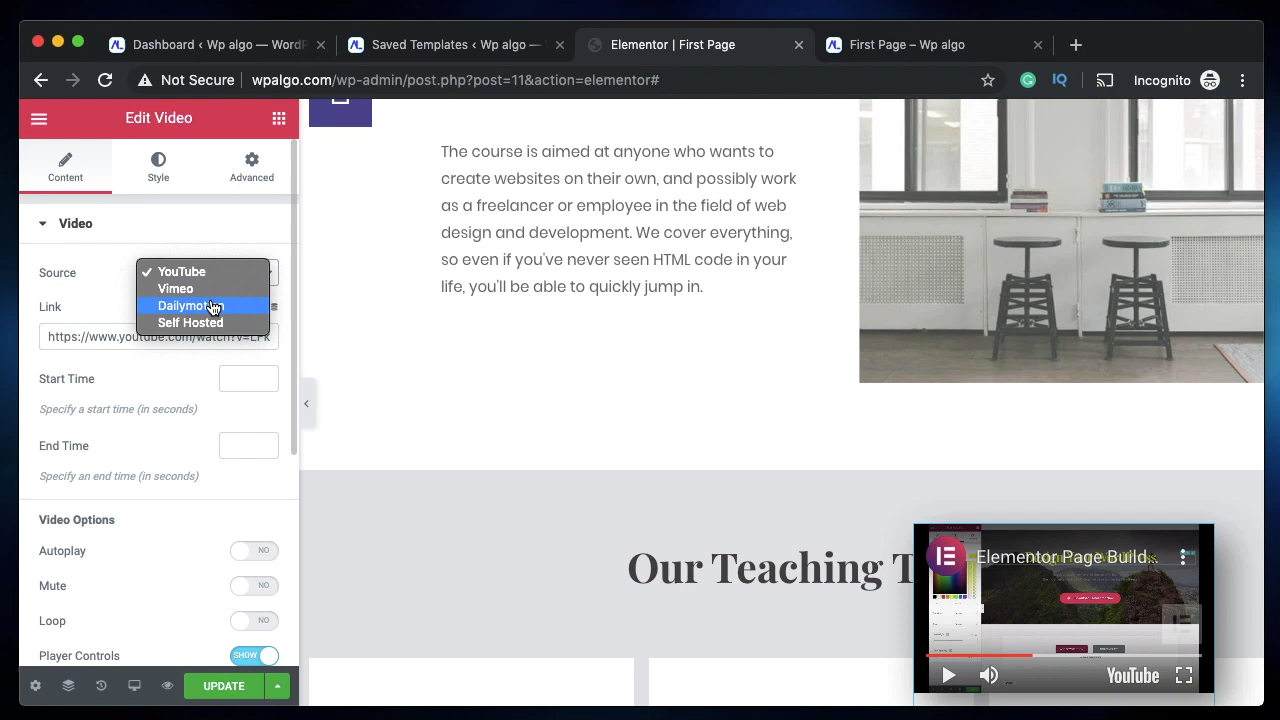 Dashboard ‹ Wp algo — WordP
Saved Templates ‹ Wp algo —
Elementor | First Page
First Page – Wp algo
Not Secure
wpalgo.com/wp-admin/post.php?post=11&action=elementor#
IQ
Incognito
Edit Video
Content
Style
Advanced
Video
Source
YouTube
Vimeo
Dailymotion
Self Hosted
Link
https://www.youtube.com/watch?v=LPk
Start Time
Specify a start time (in seconds)
End Time
Specify an end time (in seconds)
Video Options
Autoplay
NO
Mute
NO
Loop
NO
Player Controls
SHOW
UPDATE
The course is aimed at anyone who wants to
create websites on their own, and possibly work
as a freelancer or employee in the field of web
design and development. We cover everything,
so even if you've never seen HTML code in your
life, you'll be able to quickly jump in.
Our Teaching T
Elementor Page Build...
YouTube